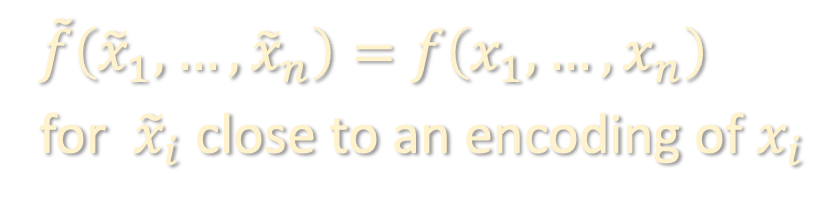 f̃(x̃₁, … , x̃ₙ) = f(x₁, … , xₙ)
for x̃ᵢ close to an encoding of xᵢ